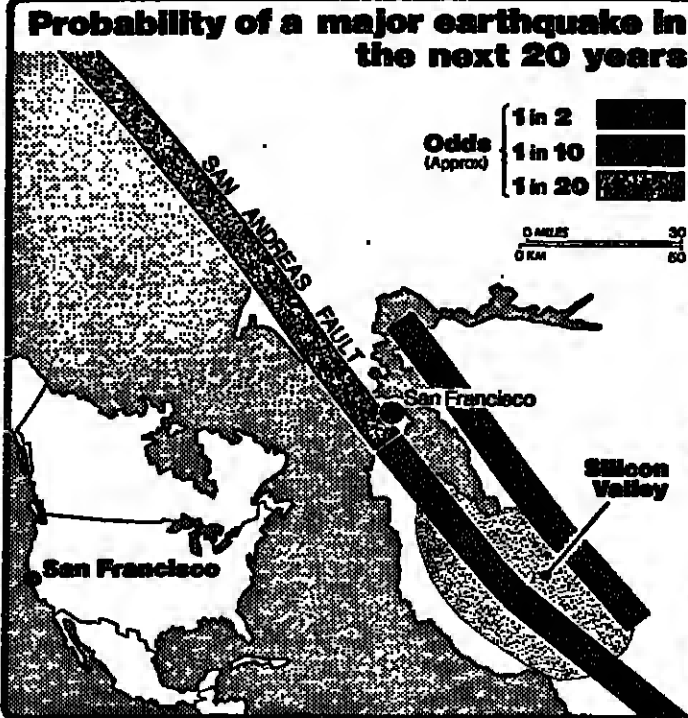 Probability of a major earthquake in
the next 20 years
Odds
(Approx)
1 in 2
1 in 10
1 in 20
0 MILES 30
0 KM 50
SAN ANDREAS FAULT
San Francisco
Silicon
Valley
San Francisco